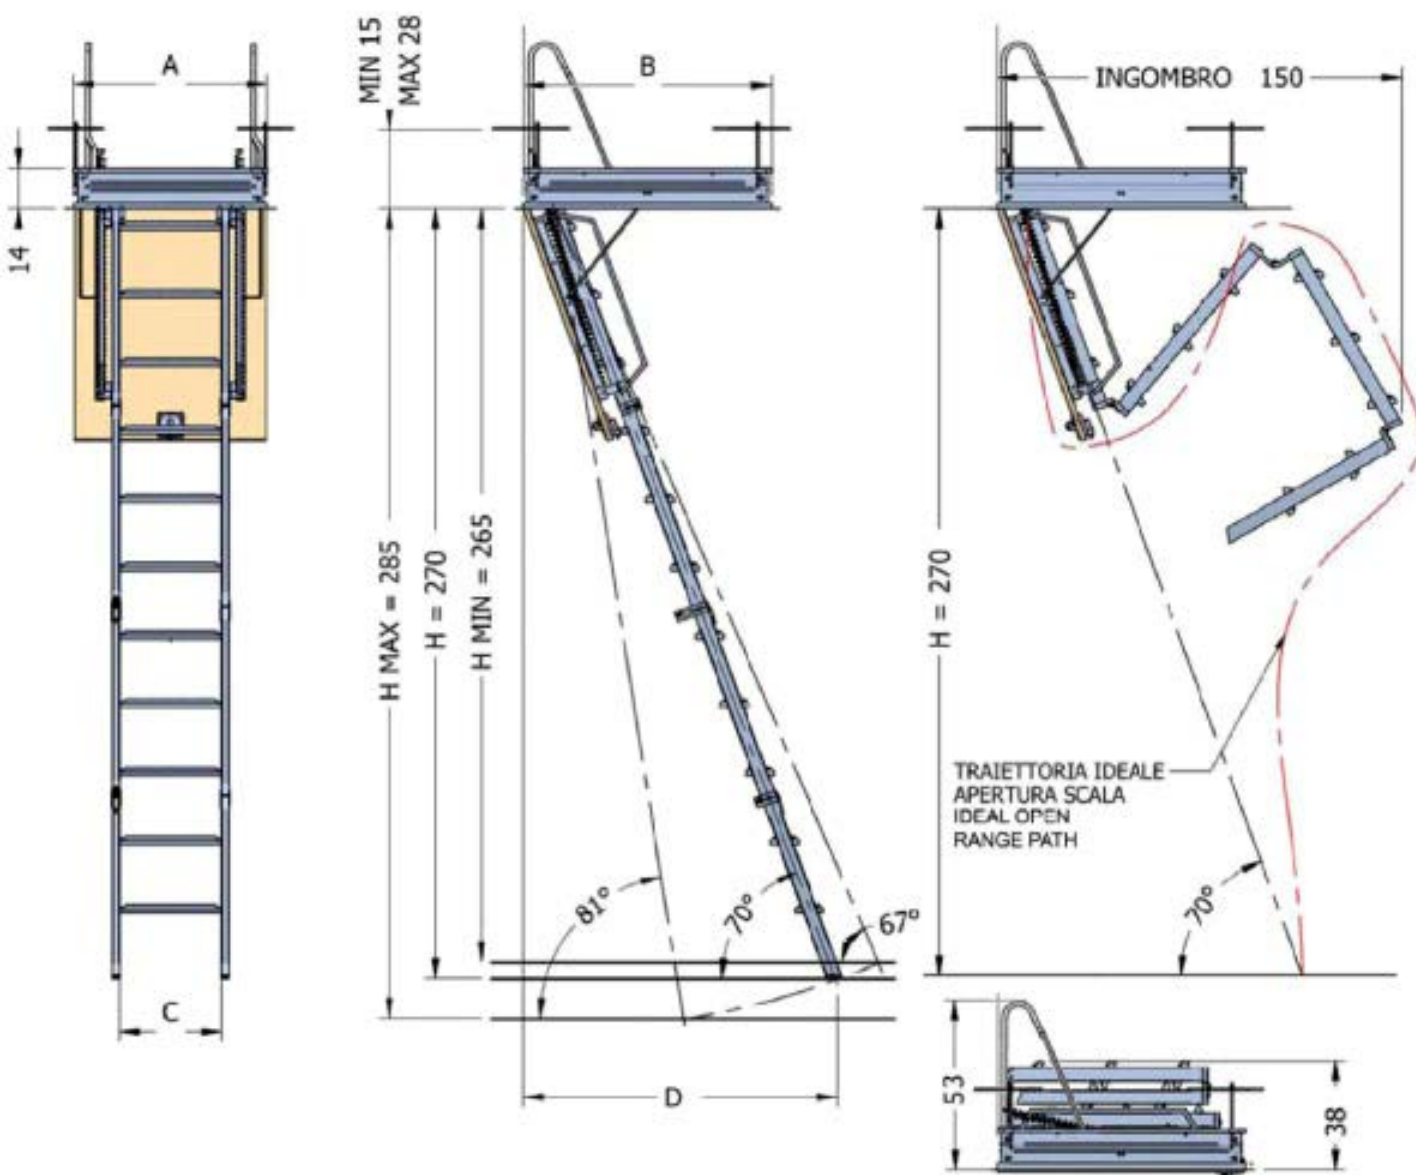 A
14
C
MIN 15
MAX 28
B
H MAX = 285
H = 270
H MIN = 265
81°
70°
67°
D
INGOMBRO 150
H = 270
TRAIETTORIA IDEALE
APERTURA SCALA
IDEAL OPEN
RANGE PATH
70°
53
38